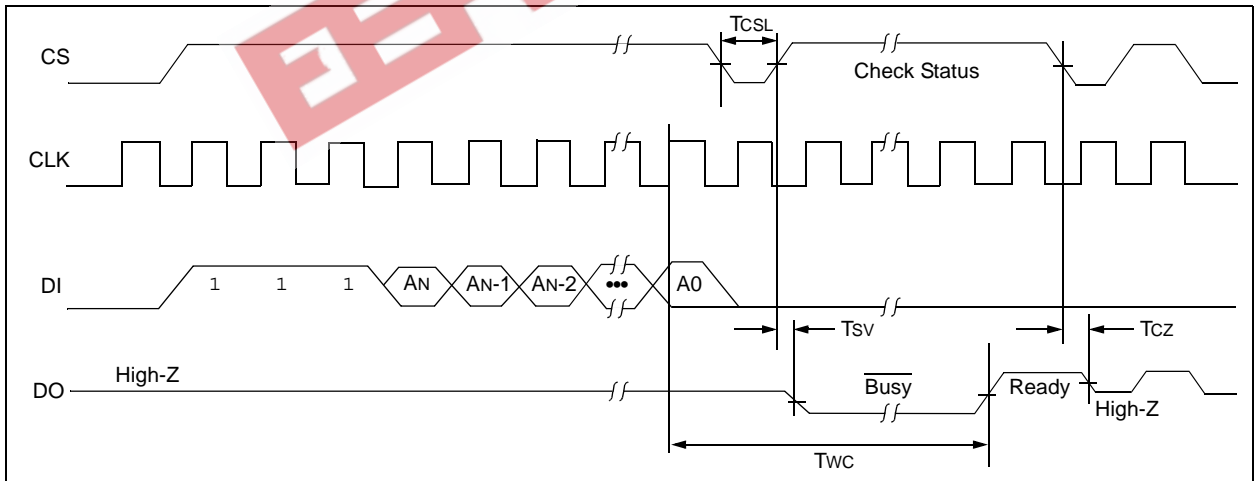 TCSL
CS
Check Status
CLK
DI
1 1 1 AN AN-1 AN-2 ••• A0
TSV
TCZ
DO
High-Z
Busy
Ready
High-Z
TWC